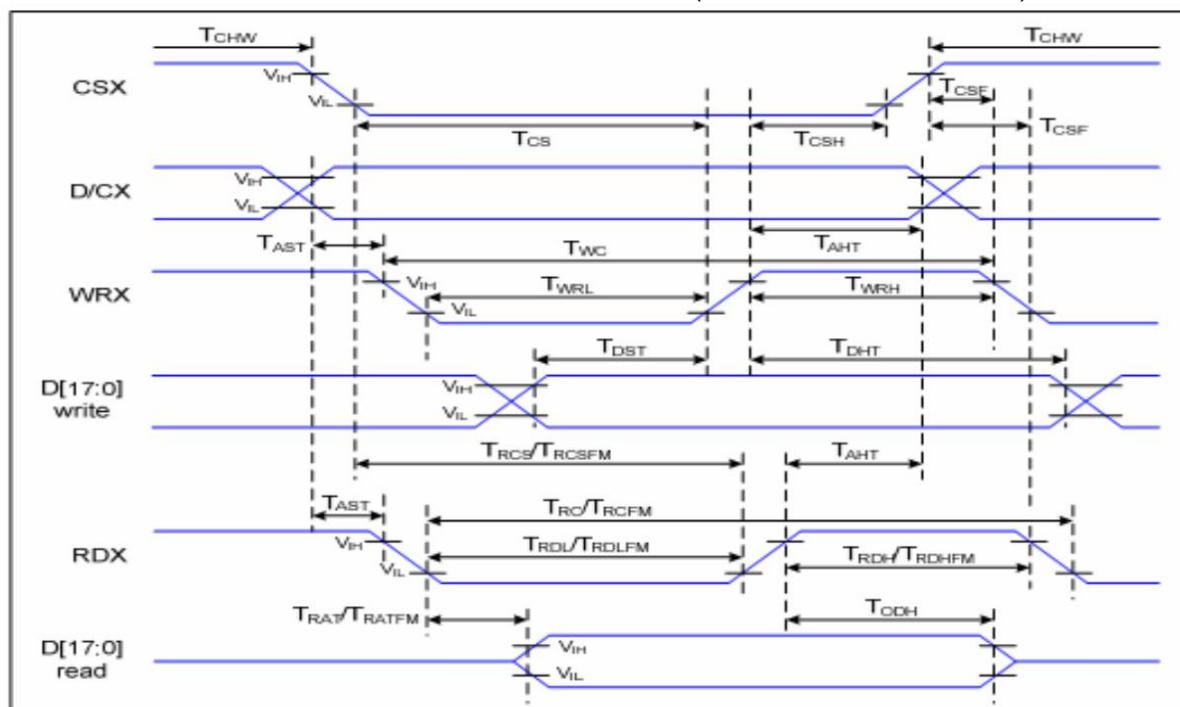 TCHW TCHW
VIH
CSX TCSF
VIL
TCS TCSH TCSF
VIH
D/CX
VIL
TAST TWC TAHT
WRX VIH TWRL TWRH
VIL
TDST TDHT
D[17:0] VIH
write VIL
TRCS/TRCSFM TAHT
TAST TRC/TRCFM
RDX VIH TRDL/TRDLFM TRDH/TRDHFM
VIL
TRAT/TRATFM TODH
D[17:0] VIH
read VIL